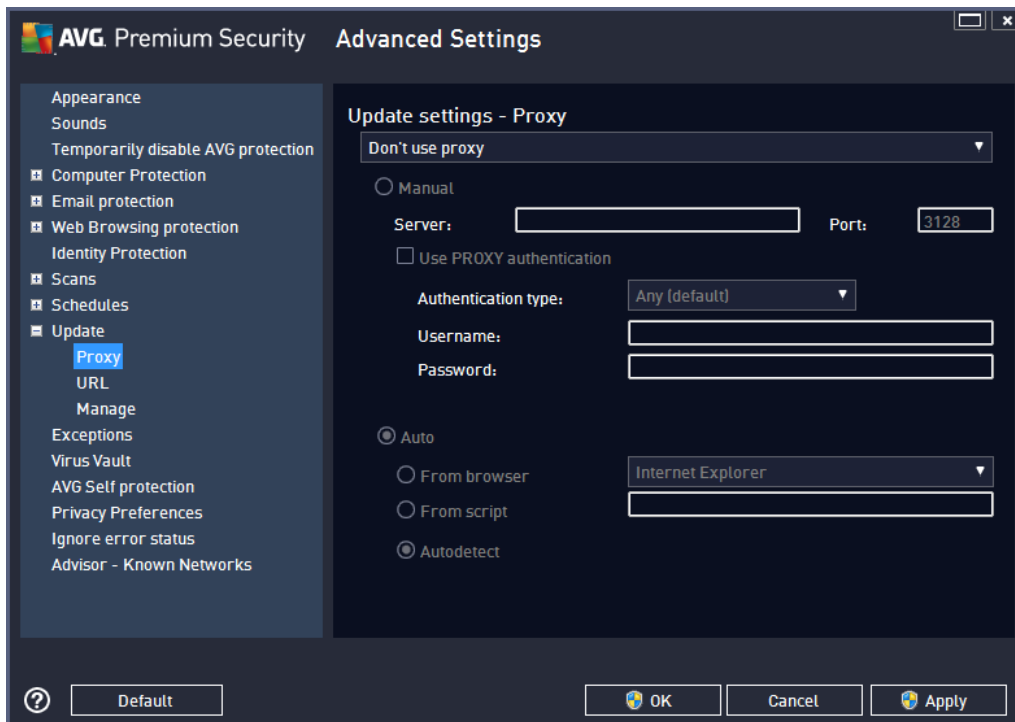 AVG. Premium Security Advanced Settings
Appearance
Sounds
Temporarily disable AVG protection
Computer Protection
Email protection
Web Browsing protection
Identity Protection
Scans
Schedules
Update
Proxy
URL
Manage
Exceptions
Virus Vault
AVG Self protection
Privacy Preferences
Ignore error status
Advisor - Known Networks
Update settings - Proxy
Don't use proxy
Manual
Server: Port: 3128
Use PROXY authentication
Authentication type: Any (default)
Username:
Password:
Auto
From browser Internet Explorer
From script
Autodetect
? Default OK Cancel Apply